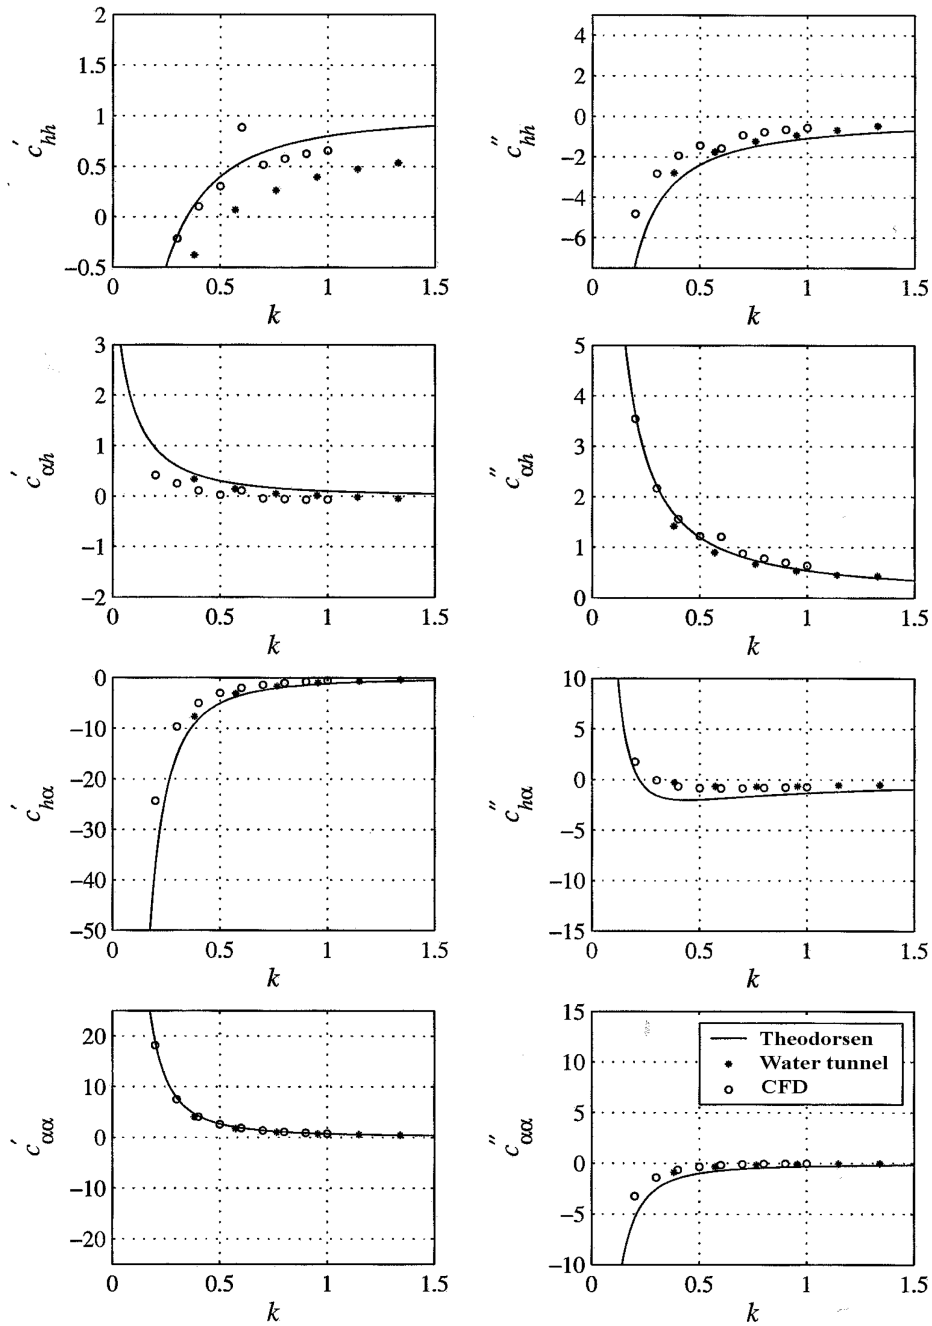 c′hh
2
1.5
1
0.5
0
−0.5
0 0.5 1 1.5
k
c″hh
4
2
0
−2
−4
−6
0 0.5 1 1.5
k
c′αh
3
2
1
0
−1
−2
0 0.5 1 1.5
k
c″αh
5
4
3
2
1
0
0 0.5 1 1.5
k
c′hα
0
−10
−20
−30
−40
−50
0 0.5 1 1.5
k
c″hα
10
5
0
−5
−10
−15
0 0.5 1 1.5
k
c′αα
20
10
0
−10
−20
0 0.5 1 1.5
k
c″αα
15
10
5
0
−5
−10
0 0.5 1 1.5
k
Theodorsen
Water tunnel
CFD